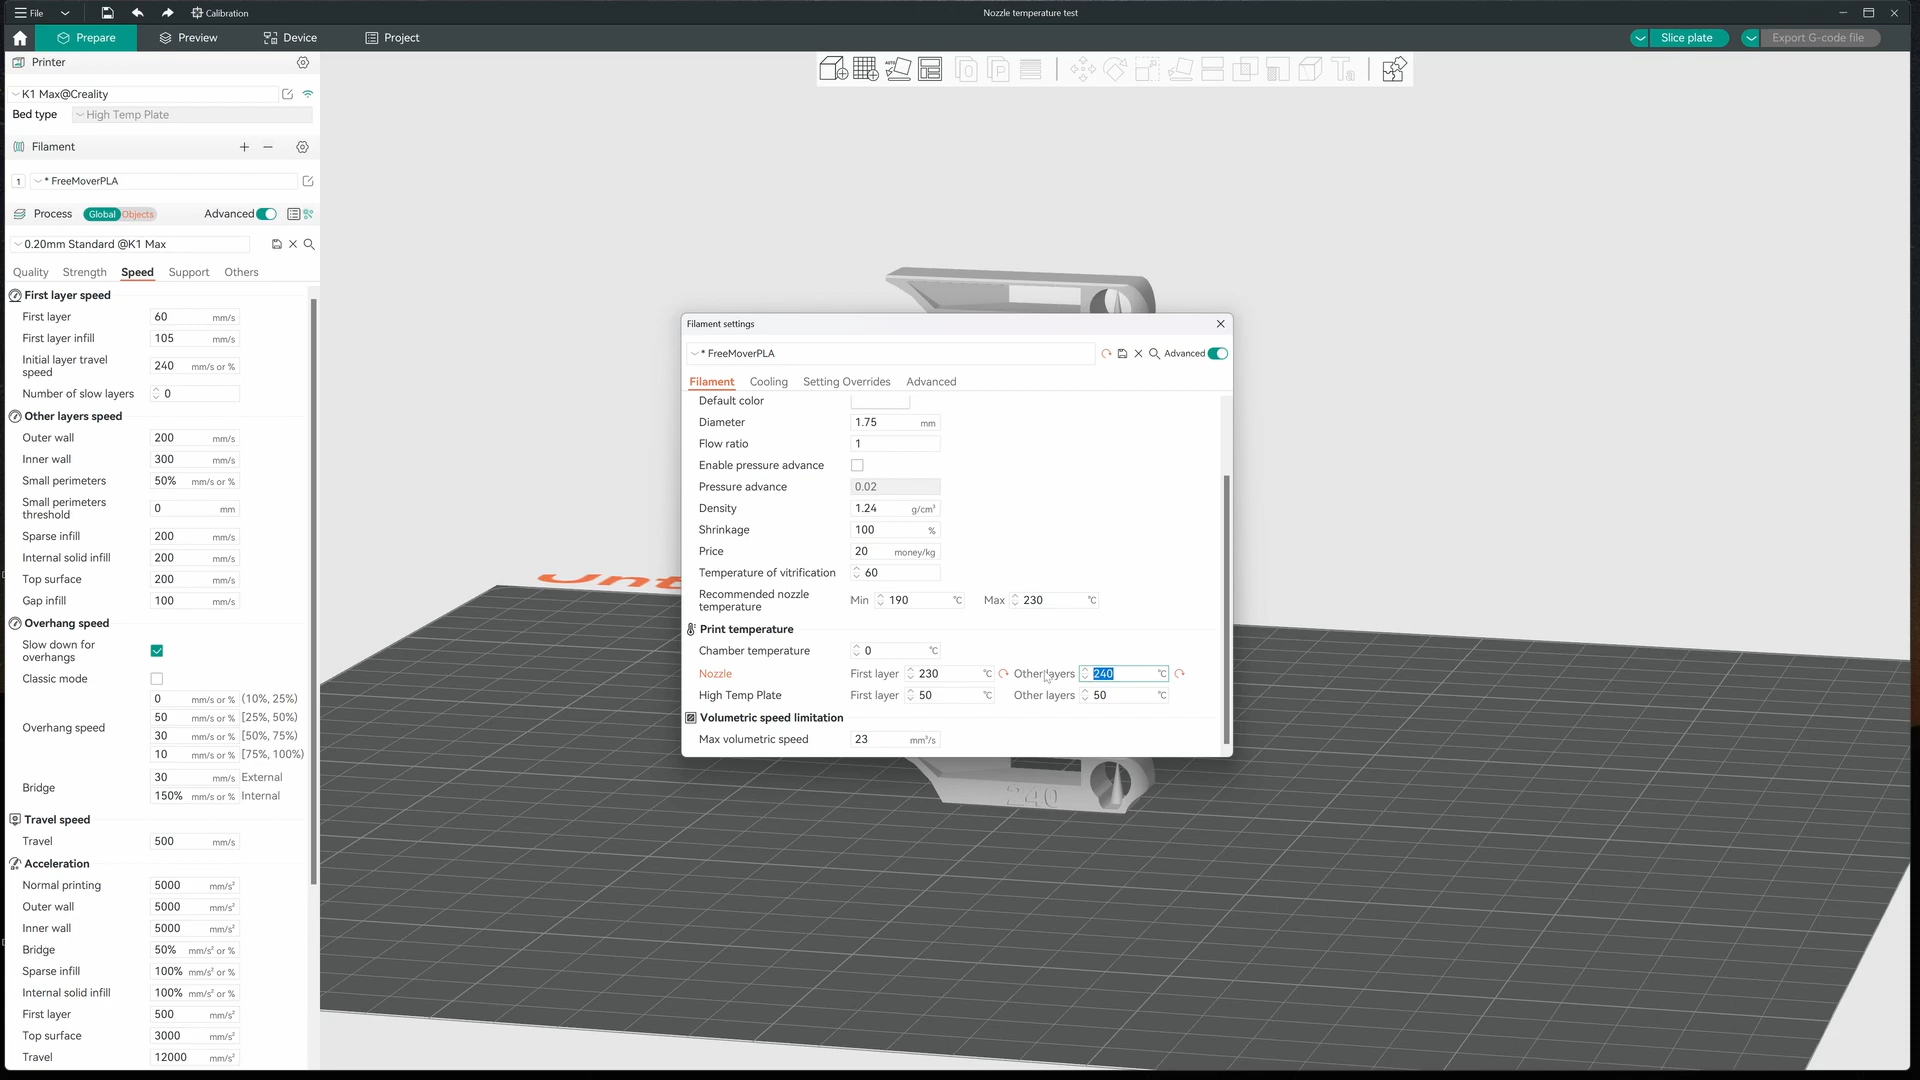 File Calibration Nozzle temperature test
Prepare Preview Device Project Slice plate Export G-code file
Printer
K1 Max@Creality
Bed type High Temp Plate
Filament + −
1 * FreeMoverPLA
Process Global Objects Advanced
0.20mm Standard @K1 Max
Quality Strength Speed Support Others
First layer speed
First layer 60 mm/s
First layer infill 105 mm/s
Initial layer travel speed 240 mm/s or %
Number of slow layers 0
Other layers speed
Outer wall 200 mm/s
Inner wall 300 mm/s
Small perimeters 50% mm/s or %
Small perimeters threshold 0 mm
Sparse infill 200 mm/s
Internal solid infill 200 mm/s
Top surface 200 mm/s
Gap infill 100 mm/s
Overhang speed
Slow down for overhangs
Classic mode
0 mm/s or % (10%, 25%)
Overhang speed 50 mm/s or % [25%, 50%)
30 mm/s or % [50%, 75%)
10 mm/s or % [75%, 100%)
Bridge 30 mm/s External
150% mm/s or % Internal
Travel speed
Travel 500 mm/s
Acceleration
Normal printing 5000 mm/s²
Outer wall 5000 mm/s²
Inner wall 5000 mm/s²
Bridge 50% mm/s² or %
Sparse infill 100% mm/s² or %
Internal solid infill 100% mm/s² or %
First layer 500 mm/s²
Top surface 3000 mm/s²
Travel 12000 mm/s²
Filament settings
* FreeMoverPLA Advanced
Filament Cooling Setting Overrides Advanced
Default color
Diameter 1.75 mm
Flow ratio 1
Enable pressure advance
Pressure advance 0.02
Density 1.24 g/cm³
Shrinkage 100 %
Price 20 money/kg
Temperature of vitrification 60
Recommended nozzle temperature Min 190 °C Max 230 °C
Print temperature
Chamber temperature 0 °C
Nozzle First layer 230 °C Other layers 240 °C
High Temp Plate First layer 50 °C Other layers 50 °C
Volumetric speed limitation
Max volumetric speed 23 mm³/s
240